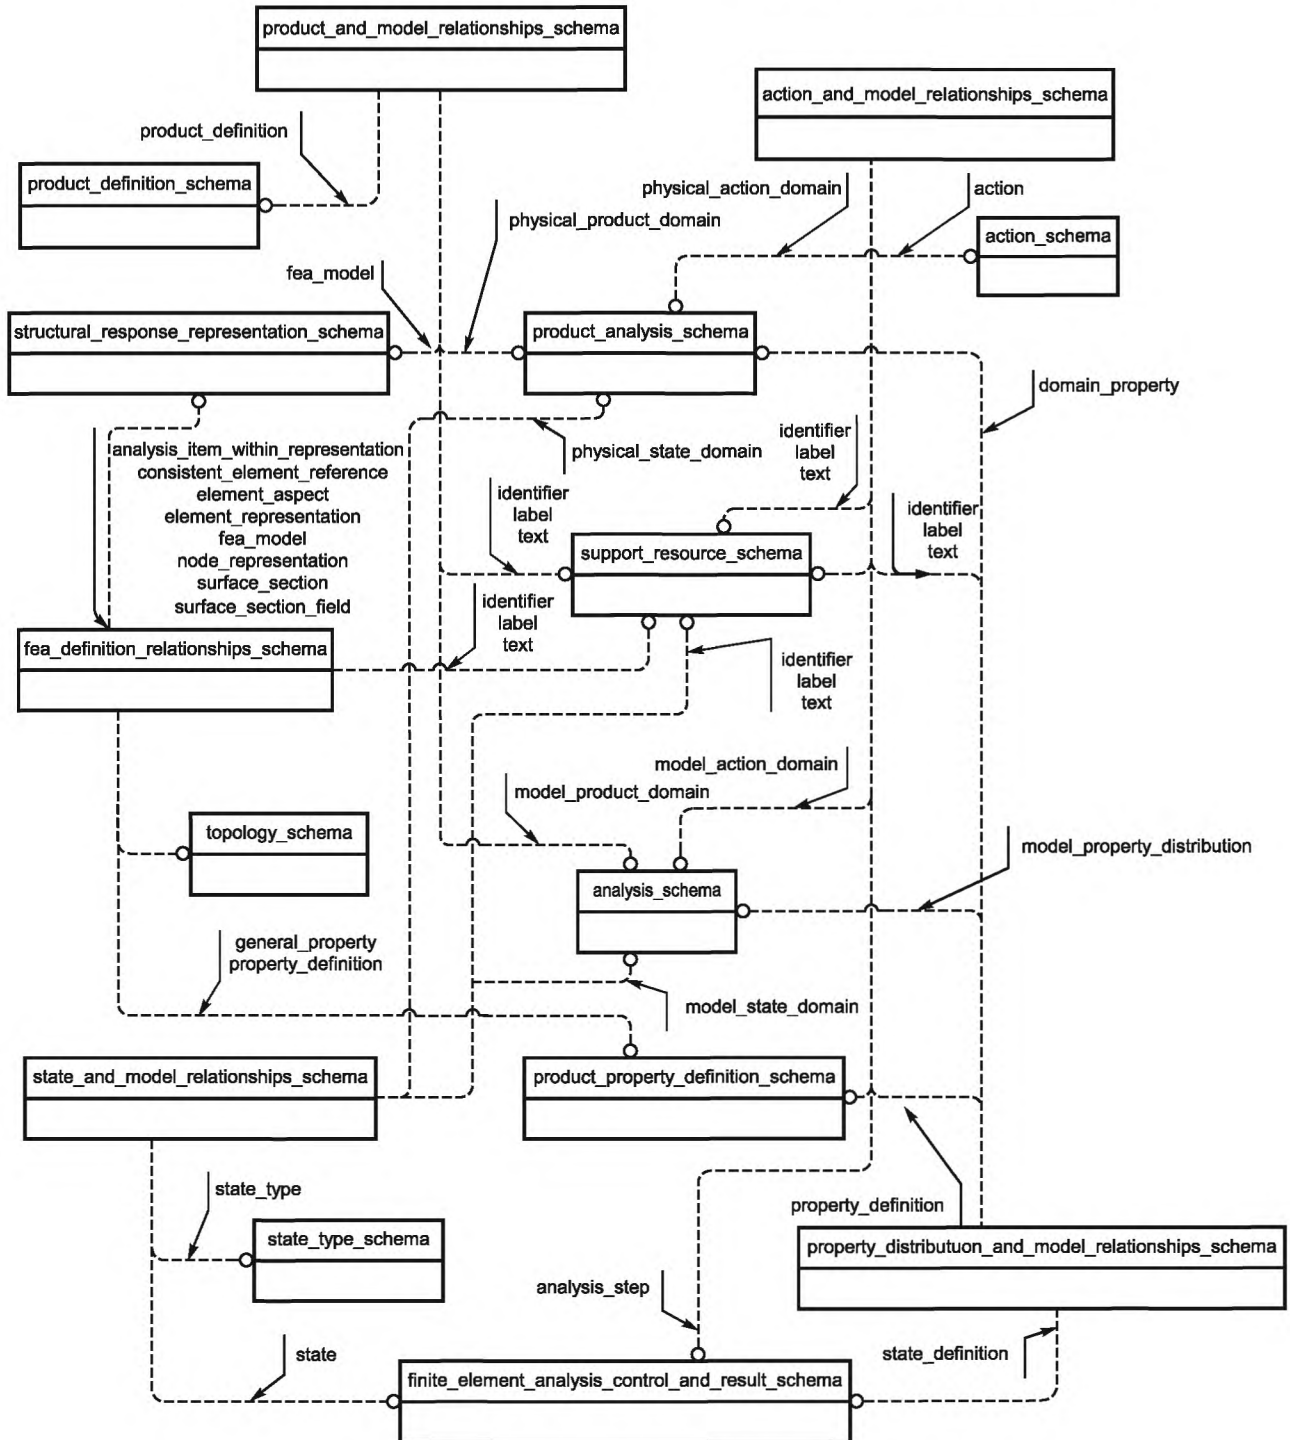 product_and_model_relationships_schema
action_and_model_relationships_schema
product_definition
product_definition_schema
physical_action_domain
action
physical_product_domain
action_schema
fea_model
structural_response_representation_schema
product_analysis_schema
domain_property
physical_state_domain
identifier
label
text
analysis_item_within_representation
consistent_element_reference
element_aspect
element_representation
fea_model
node_representation
surface_section
surface_section_field
identifier
label
text
identifier
label
text
support_resource_schema
identifier
label
text
fea_definition_relationships_schema
identifier
label
text
model_action_domain
model_product_domain
topology_schema
model_property_distribution
analysis_schema
general_property
property_definition
model_state_domain
state_and_model_relationships_schema
product_property_definition_schema
state_type
property_definition
state_type_schema
property_distributuon_and_model_relationships_schema
analysis_step
state
state_definition
finite_element_analysis_control_and_result_schema